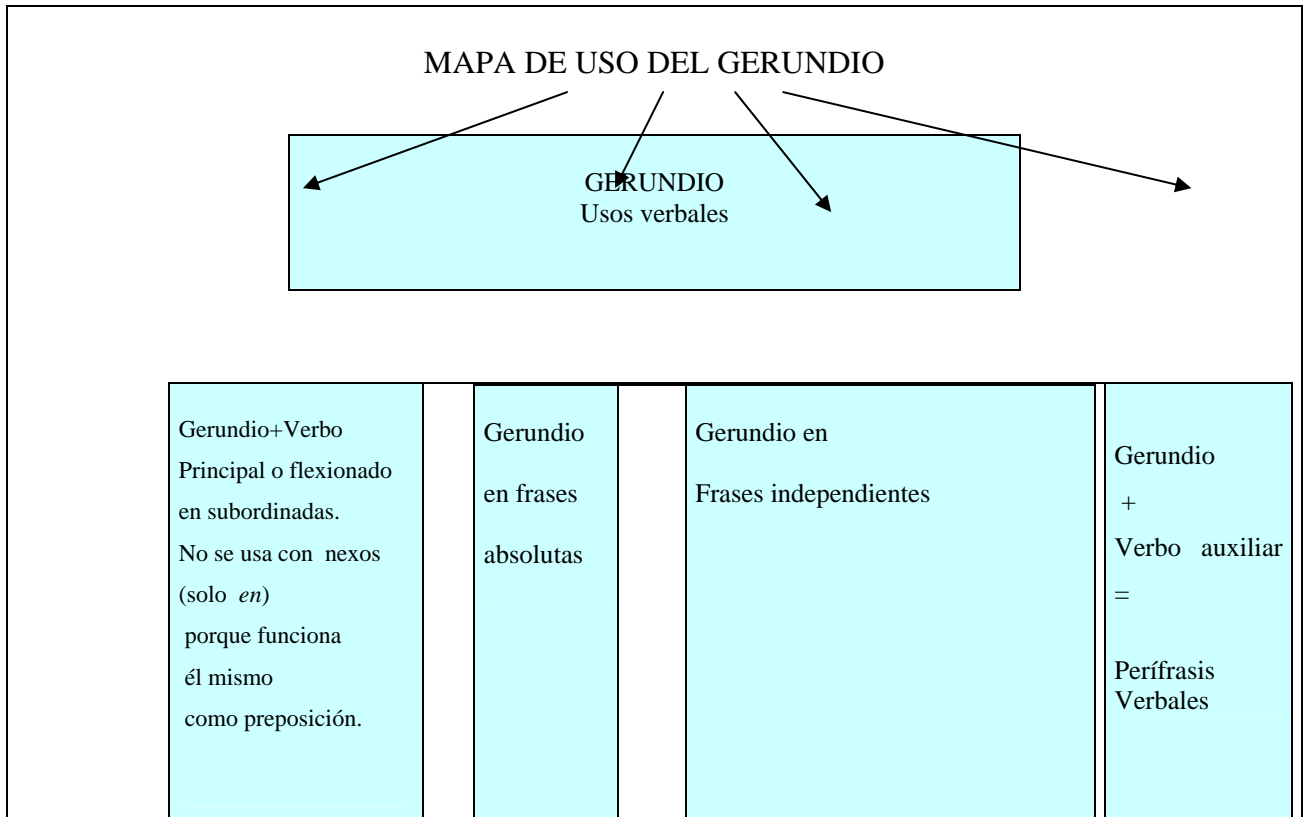 MAPA DE USO DEL GERUNDIO
GERUNDIO
Usos verbales
Gerundio+Verbo
Principal o flexionado
en subordinadas.
No se usa con nexos
(solo en)
porque funciona
él mismo
como preposición.
Gerundio
en frases
absolutas
Gerundio en
Frases independientes
Gerundio
+
Verbo auxiliar
=
Perífrasis
Verbales